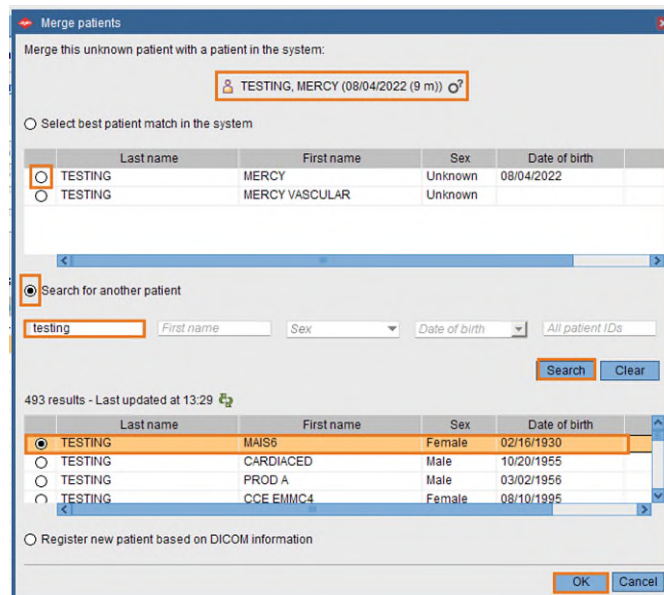 Merge patients
Merge this unknown patient with a patient in the system:
TESTING, MERCY (08/04/2022 (9 m))
Select best patient match in the system
Last name First name Sex Date of birth
TESTING MERCY Unknown 08/04/2022
TESTING MERCY VASCULAR Unknown
Search for another patient
testing First name Sex Date of birth All patient IDs
Search Clear
493 results - Last updated at 13:29
Last name First name Sex Date of birth
TESTING MAIS6 Female 02/16/1930
TESTING CARDIACED Male 10/20/1955
TESTING PROD A Male 03/02/1956
TESTING CCE EMMC4 Female 08/10/1995
Register new patient based on DICOM information
OK Cancel